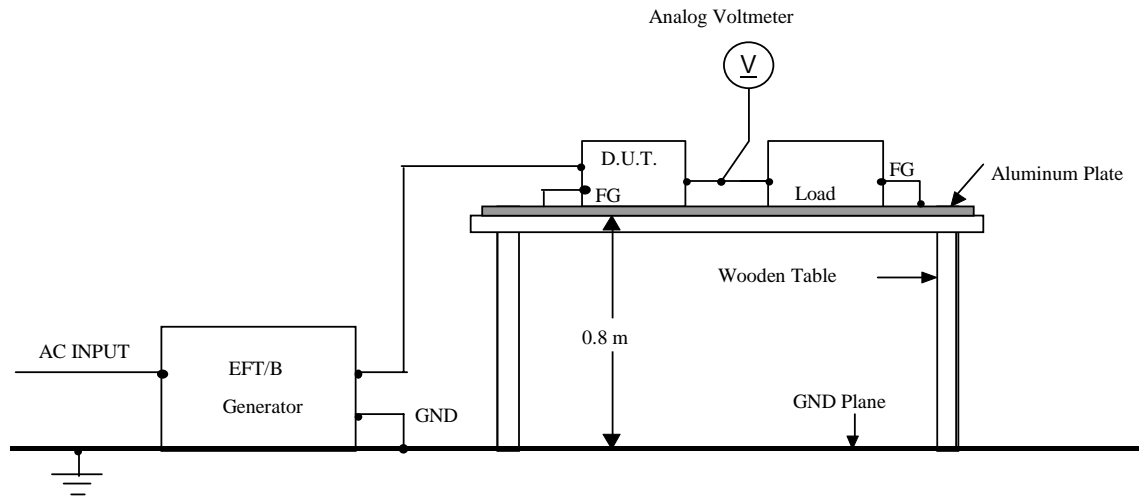 Analog Voltmeter
V
D.U.T.
FG
FG
Load
Aluminum Plate
Wooden Table
0.8 m
AC INPUT
EFT/B
Generator
GND
GND Plane